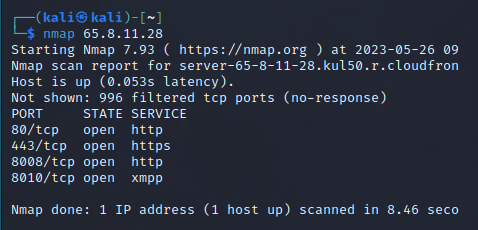 ┌──(kali㉿kali)-[~]
└─$ nmap 65.8.11.28
Starting Nmap 7.93 ( https://nmap.org ) at 2023-05-26 09
Nmap scan report for server-65-8-11-28.kul50.r.cloudfron
Host is up (0.053s latency).
Not shown: 996 filtered tcp ports (no-response)
PORT     STATE SERVICE
80/tcp   open  http
443/tcp  open  https
8008/tcp open  http
8010/tcp open  xmpp
Nmap done: 1 IP address (1 host up) scanned in 8.46 seco